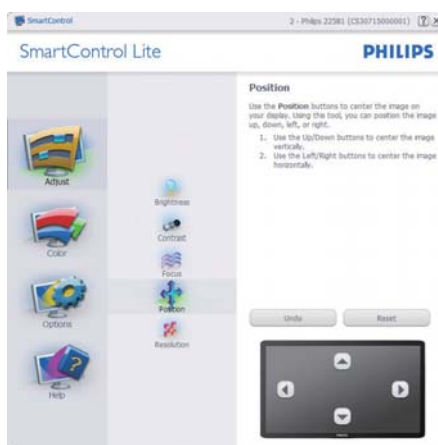 SmartControl
2 - Philips 225B1 (CS30715000001)
SmartControl Lite
PHILIPS
Adjust
Color
Options
Help
Brightness
Contrast
Focus
Position
Resolution
Position
Use the Position buttons to center the image on
your display. Using the tool, you can position the image
up, down, left, or right.
1. Use the Up/Down buttons to center the image
vertically.
2. Use the Left/Right buttons to center the image
horizontally.
Undo
Reset